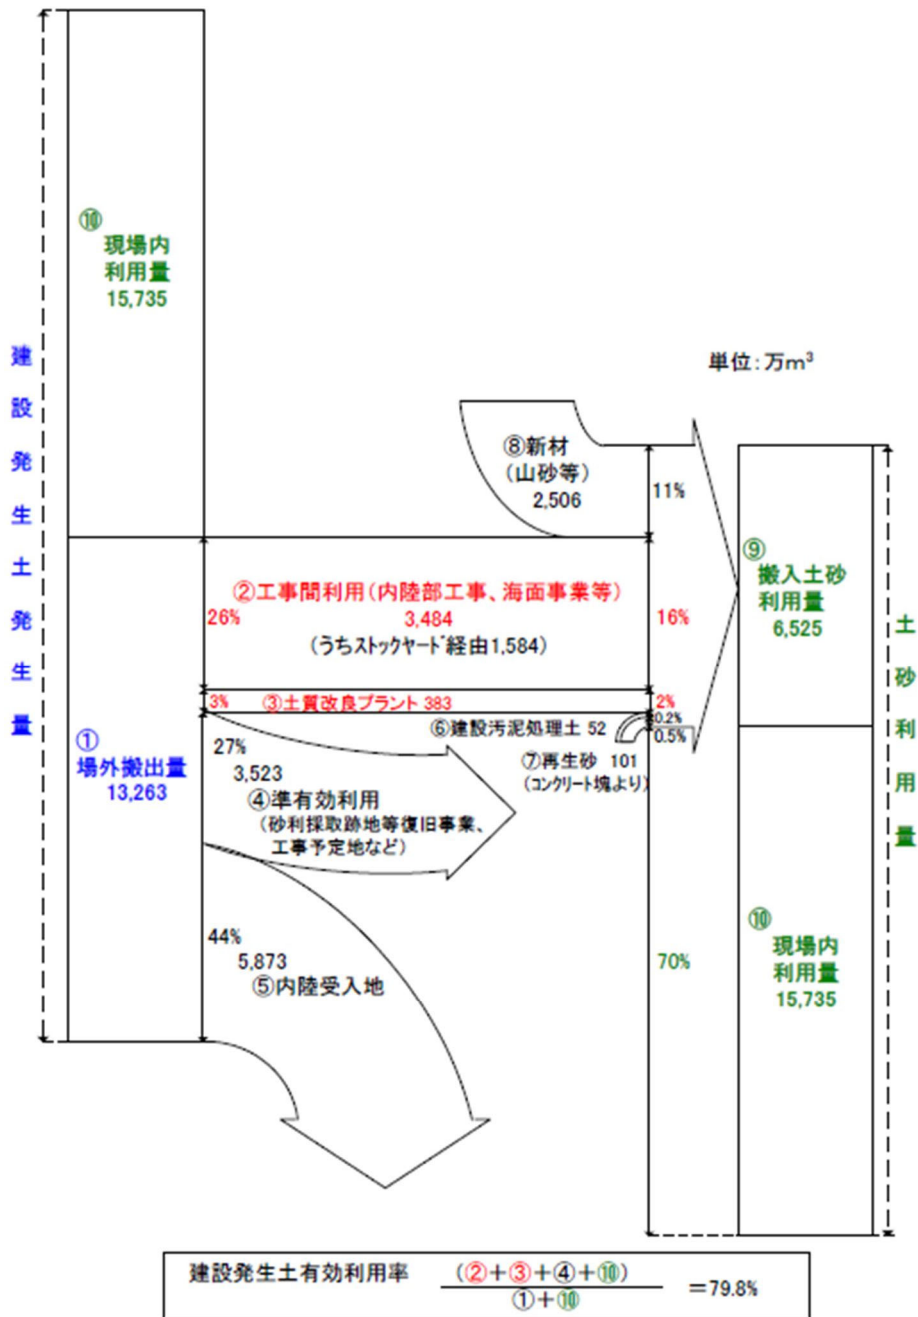 ⑩
現場内
利用量
15,735
建設発生土発生量
単位：万m³
⑧新材
（山砂等）
2,506
11%
②工事間利用（内陸部工事、海面事業等）
26%
3,484
16%
（うちストックヤード経由1,584）
⑨
搬入土砂
利用量
6,525
土砂利用量
3%
③土質改良プラント 383
2%
⑥建設汚泥処理土 52
0.2%
0.5%
⑦再生砂 101
（コンクリート塊より）
①
場外搬出量
13,263
27%
3,523
④準有効利用
（砂利採取跡地等復旧事業、
工事予定地など）
44%
5,873
⑤内陸受入地
70%
⑩
現場内
利用量
15,735
建設発生土有効利用率
（②＋③＋④＋⑩）
①＋⑩
＝79.8%